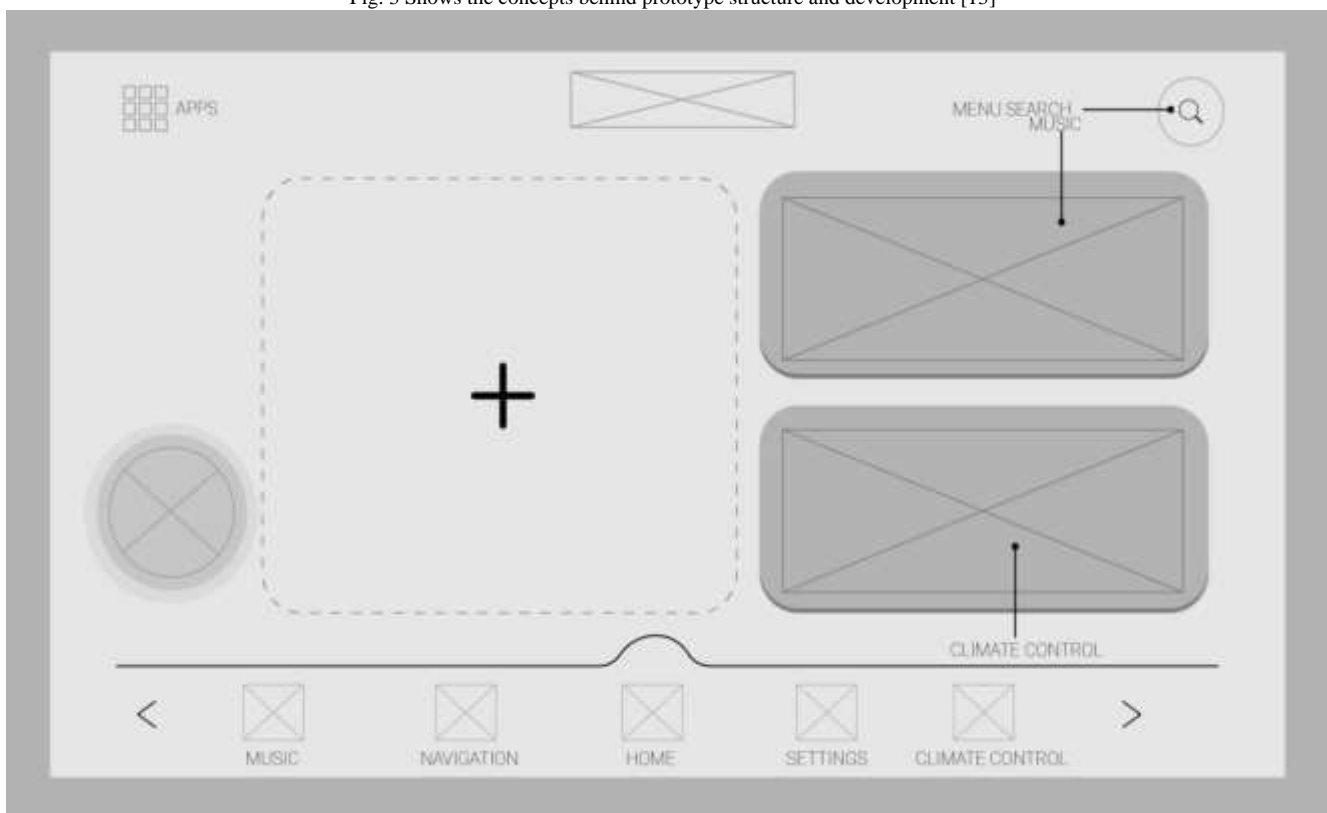 Fig. 3 Shows the concepts behind prototype structure and development [13]
APPS
MENU SEARCH
MUSIC
CLIMATE CONTROL
MUSIC
NAVIGATION
HOME
SETTINGS
CLIMATE CONTROL